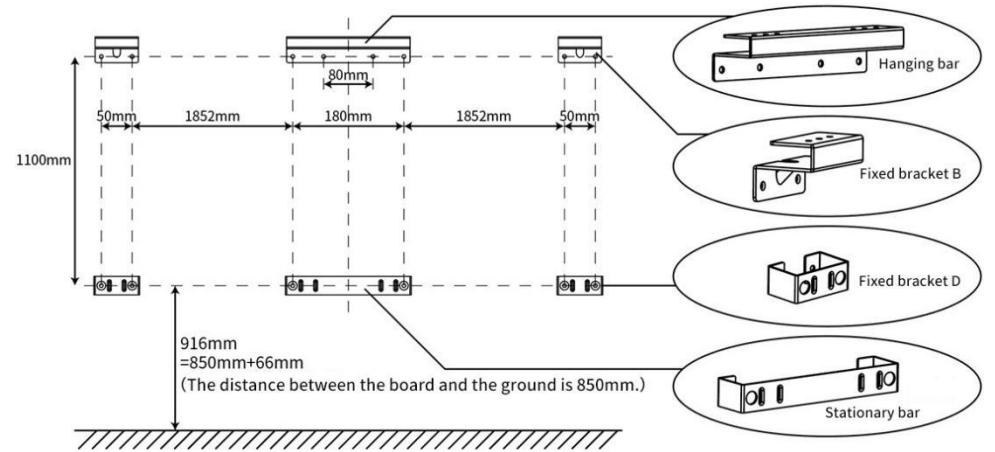 Hanging bar
80mm
50mm
1852mm
180mm
1852mm
50mm
1100mm
Fixed bracket B
Fixed bracket D
916mm
=850mm+66mm
(The distance between the board and the ground is 850mm.)
Stationary bar